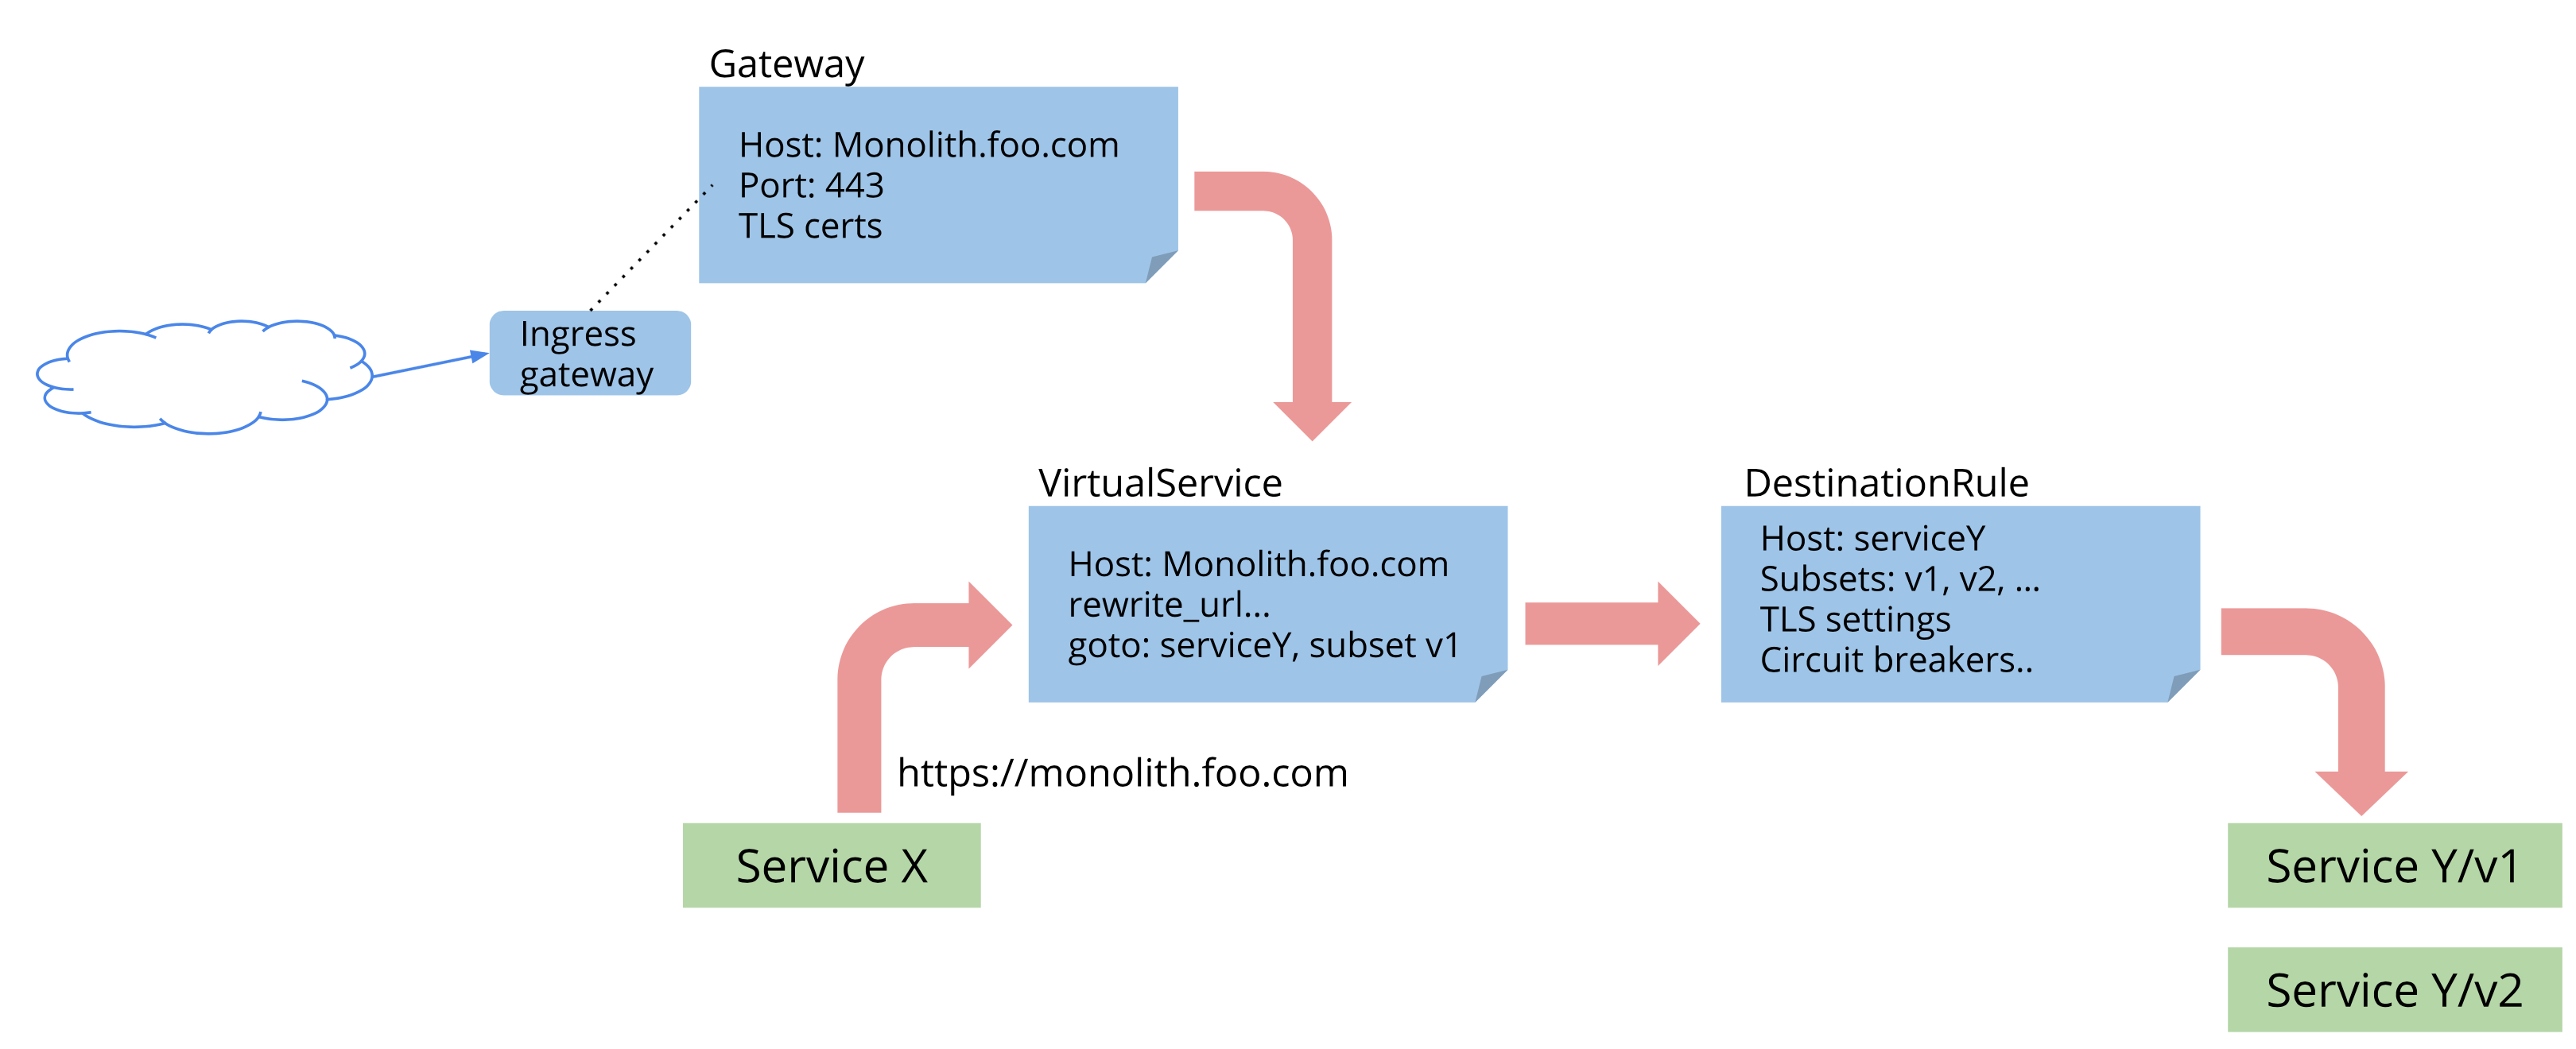 Gateway
Host: Monolith.foo.com
Port: 443
TLS certs
Ingress
gateway
VirtualService
Host: Monolith.foo.com
rewrite_url...
goto: serviceY, subset v1
DestinationRule
Host: serviceY
Subsets: v1, v2, ...
TLS settings
Circuit breakers..
https://monolith.foo.com
Service X
Service Y/v1
Service Y/v2